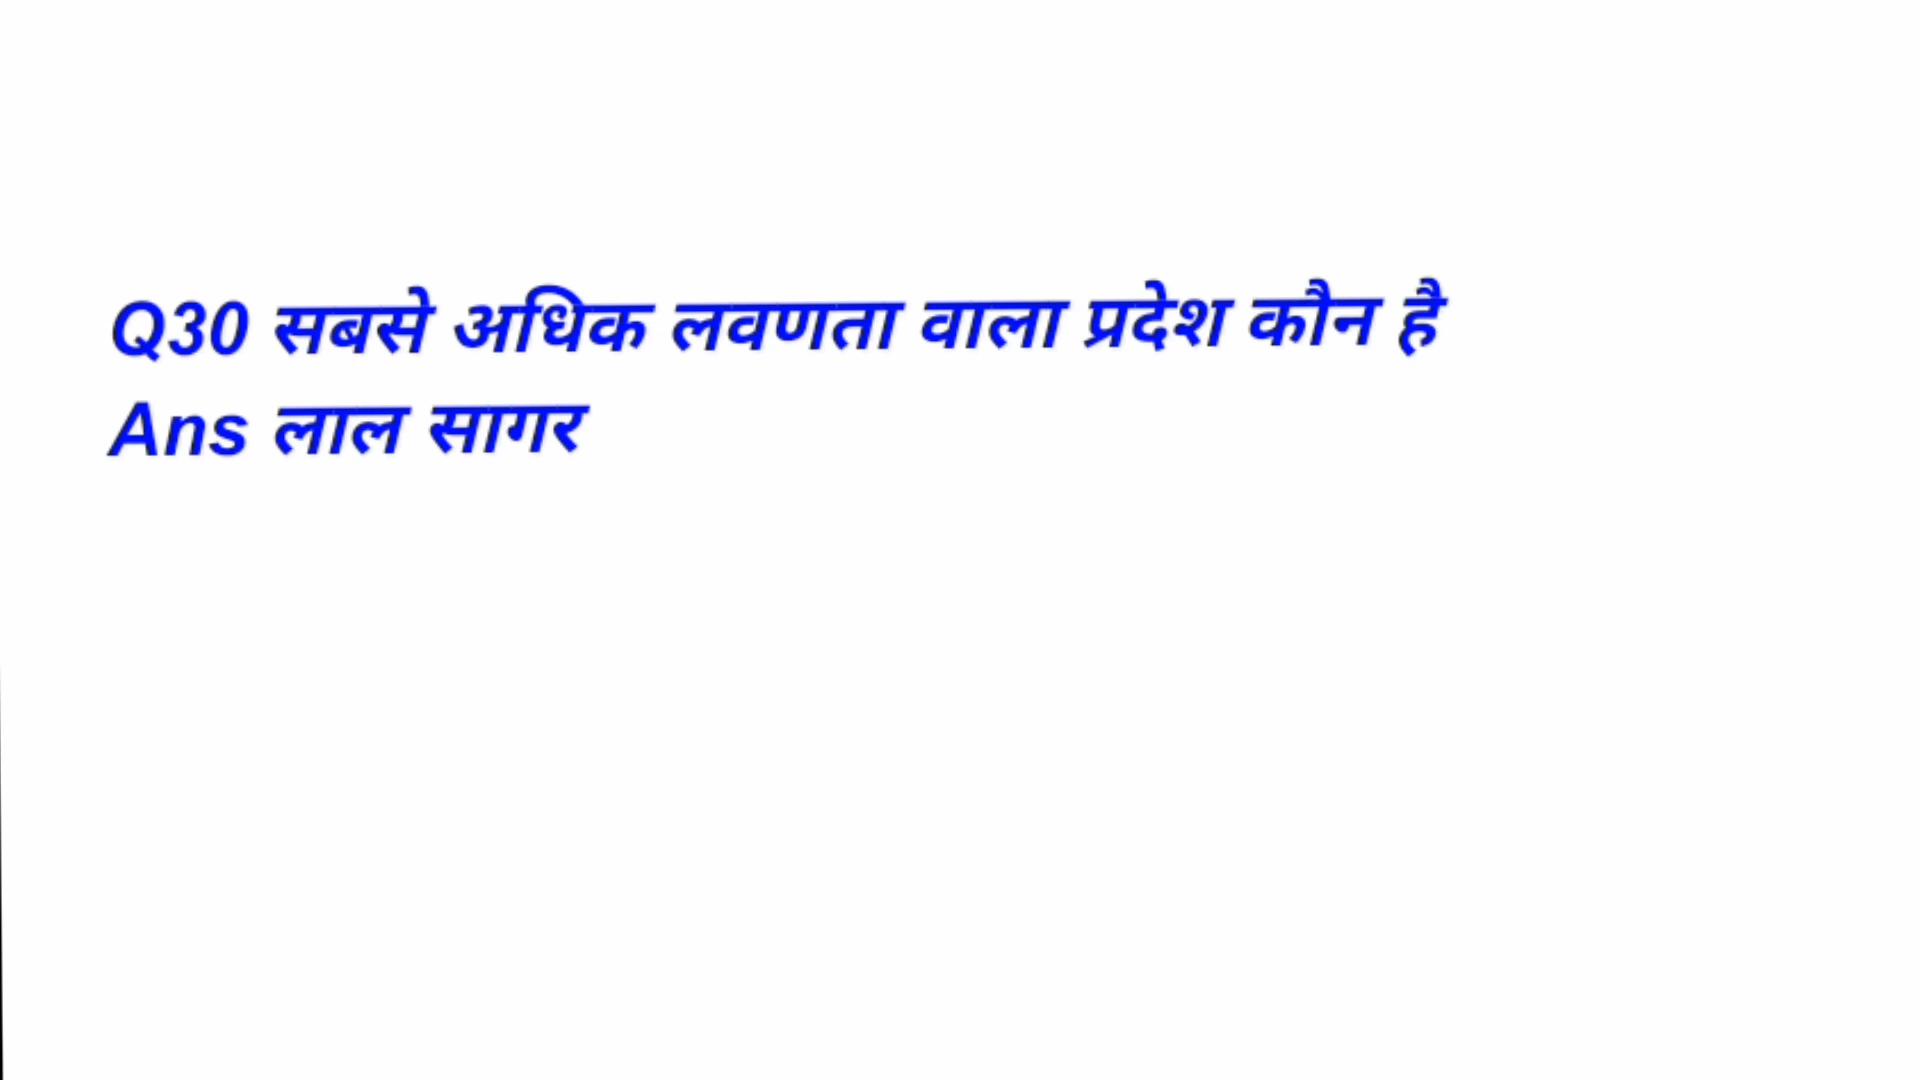 Q30 सबसे अधिक लवणता वाला प्रदेश कौन है
Ans लाल सागर